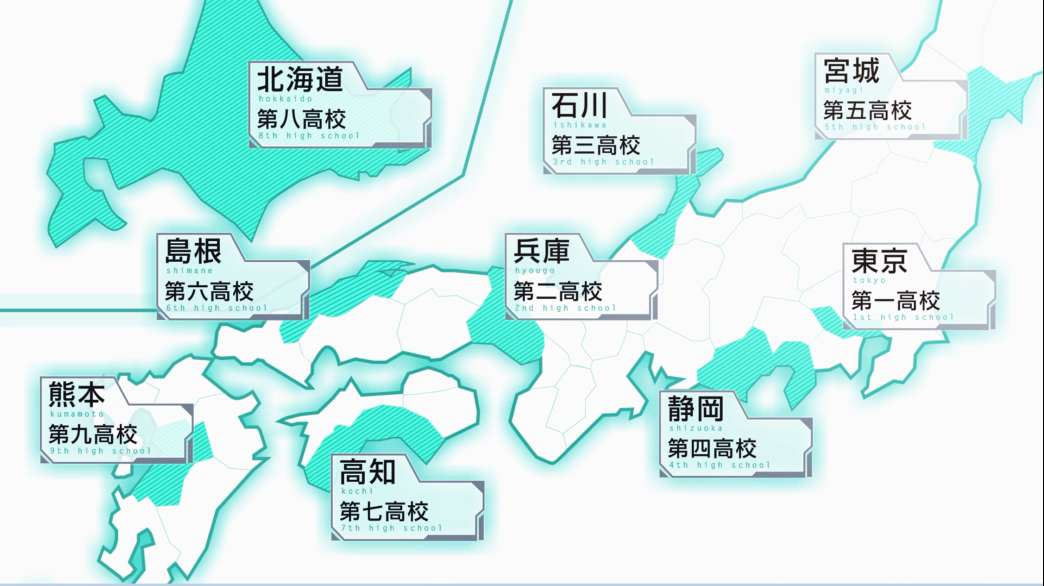 北海道
hokkaido
第八高校
8th high school
石川
ishikawa
第三高校
3rd high school
宮城
miyagi
第五高校
5th high school
島根
shimane
第六高校
6th high school
兵庫
hyougo
第二高校
2nd high school
東京
tokyo
第一高校
1st high school
熊本
kumamoto
第九高校
9th high school
高知
kochi
第七高校
7th high school
静岡
shizuoka
第四高校
4th high school